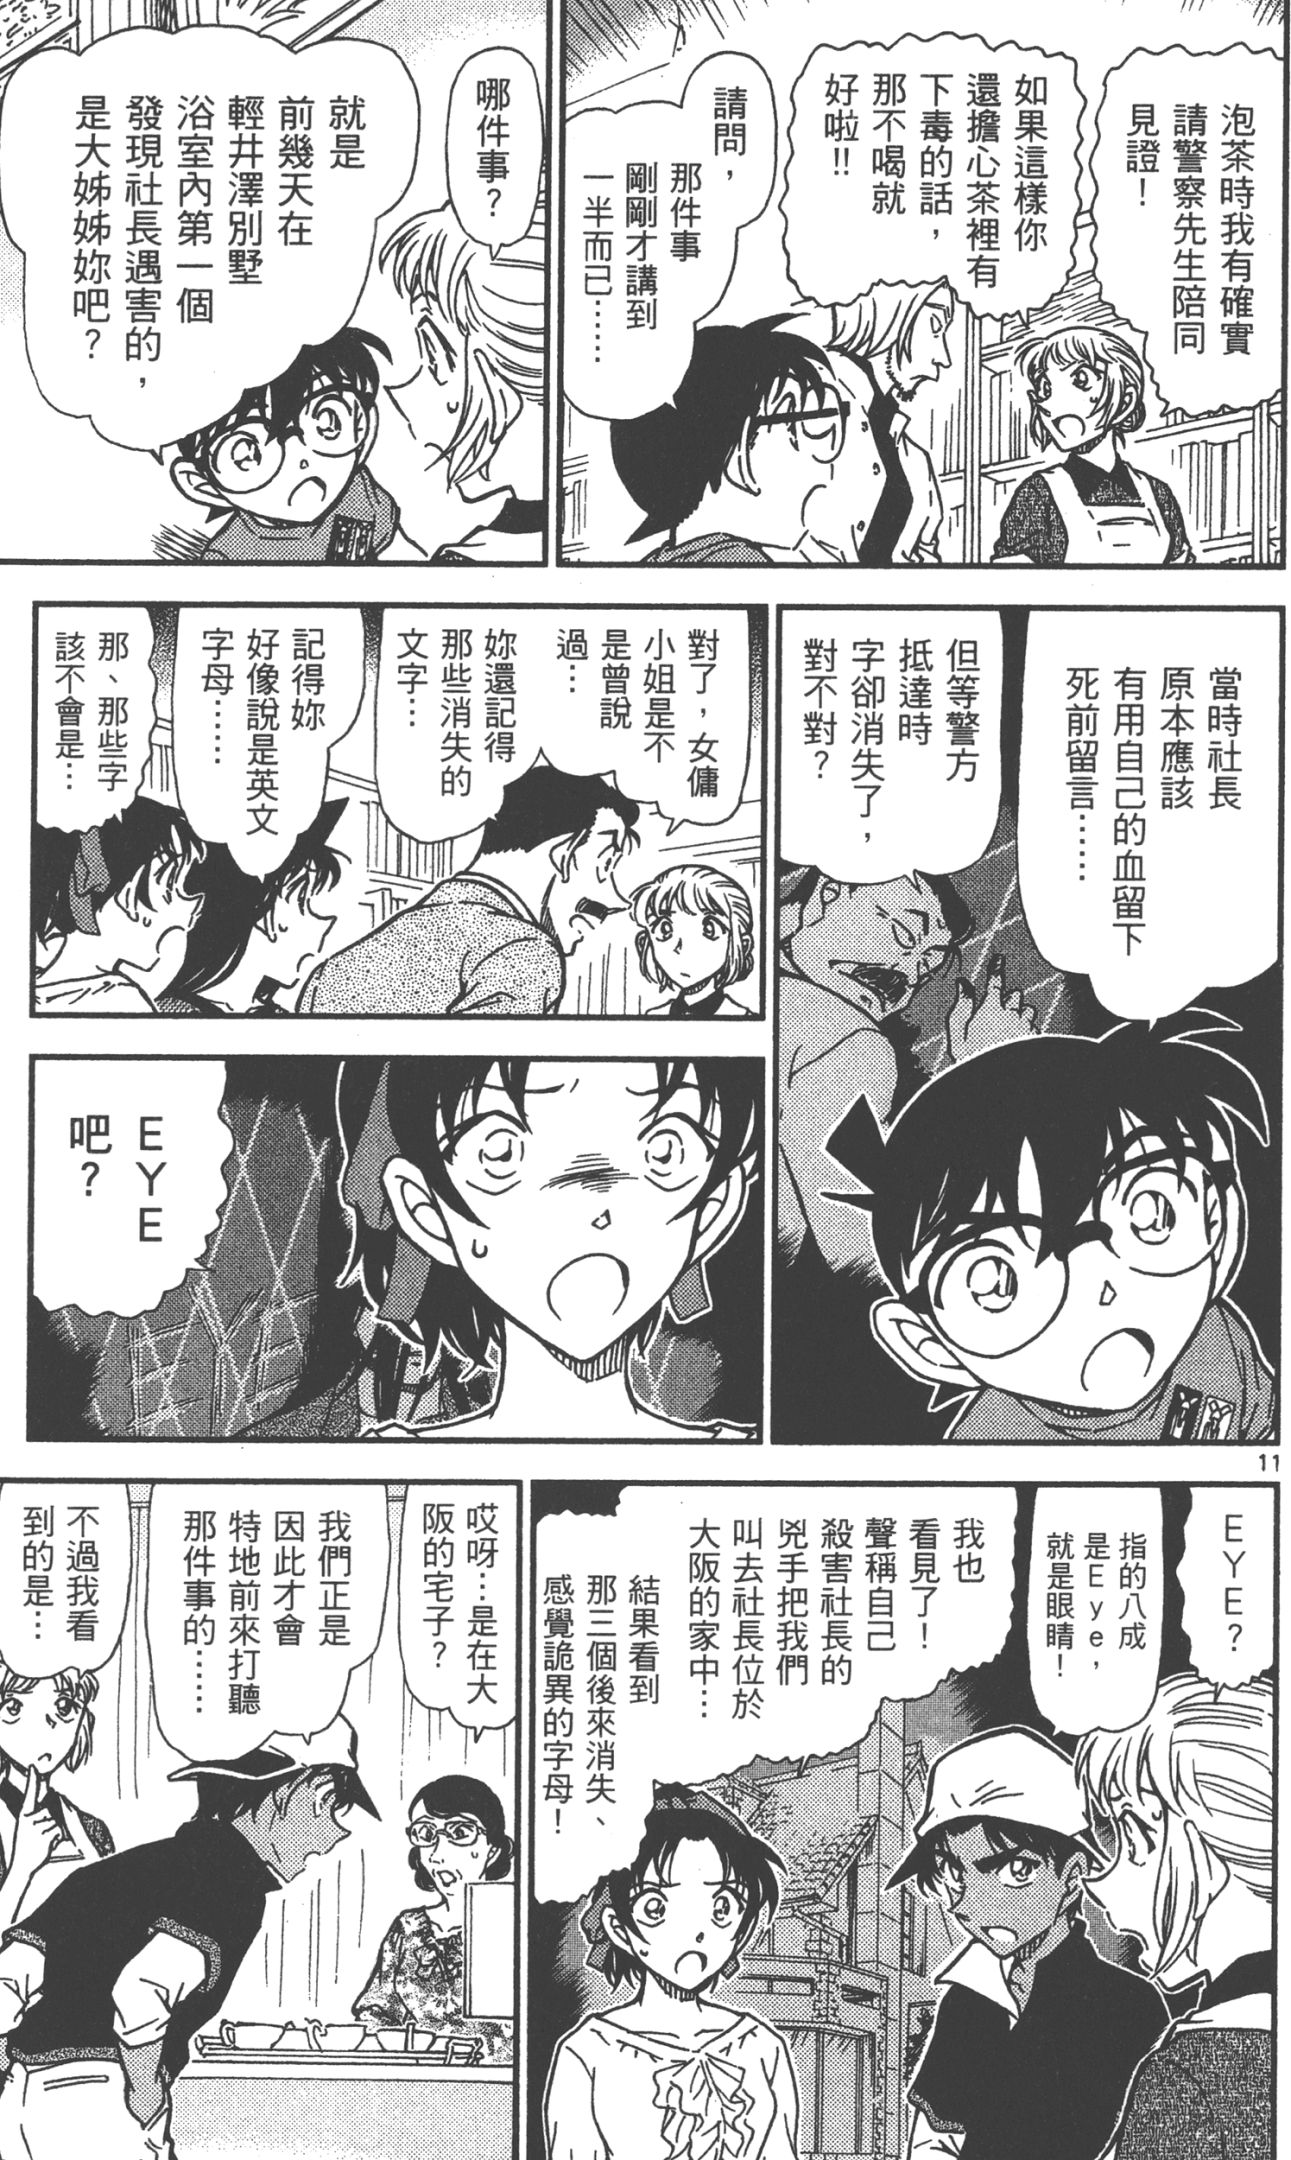 泡茶時我有確實
請警察先生陪同
見證！
如果這樣你
還擔心茶裡有
下毒的話，
那不喝就
好啦!!
請問，
那件事
剛剛才講到
一半而已……
哪件事？
就是
前幾天在
輕井澤別墅
浴室內第一個
發現社長遇害的，
是大姊姊妳吧？
當時社長
原本應該
有用自己的血留下
死前留言……
但等警方
抵達時
字卻消失了，
對不對？
對了，女傭
小姐是不
是曾說
過…
妳還記得
那些消失的
文字…
記得妳
好像說是英文
字母……
那、那些字
該不會是…
EYE
吧？
11
EYE？
指的八成
是Eye，
就是眼睛！
我也
看見了！
聲稱自己
殺害社長的
兇手把我們
叫去社長位於
大阪的家中…
結果看到
那三個後來消失、
感覺詭異的字母！
哎呀…是在大
阪的宅子？
我們正是
因此才會
特地前來打聽
那件事的……
不過我看
到的是…